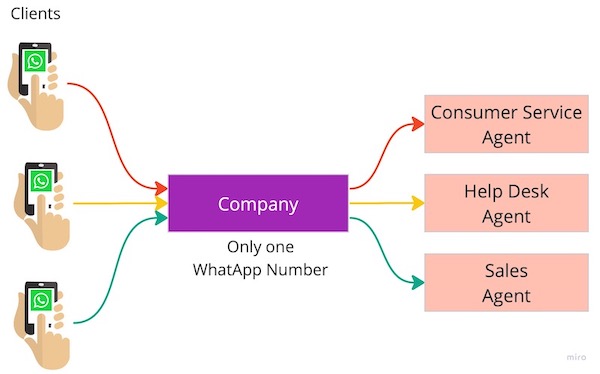 Clients
Consumer Service
Agent
Company
Help Desk
Agent
Only one
WhatApp Number
Sales
Agent
miro